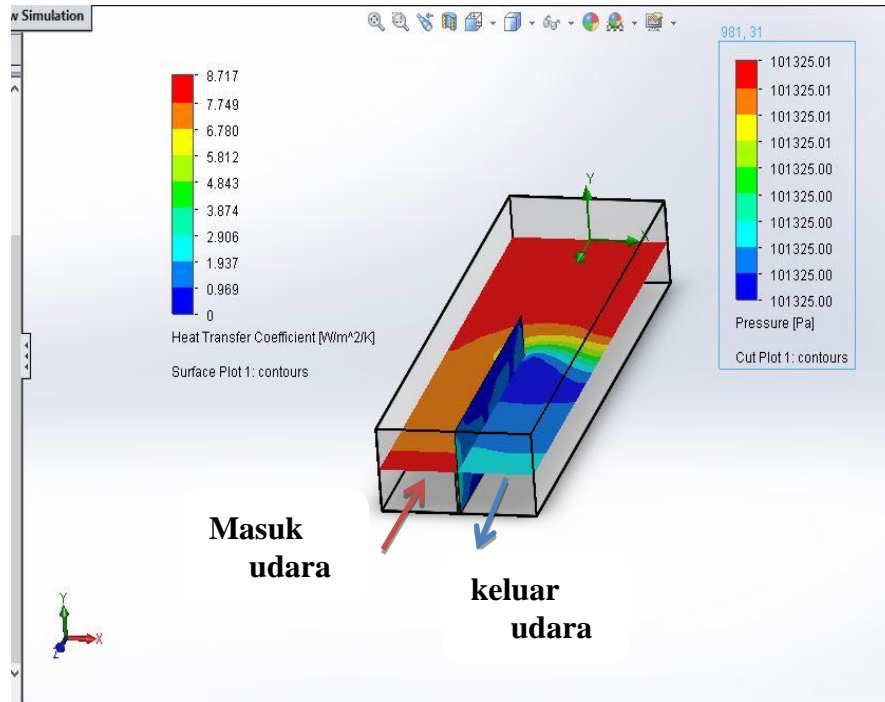 w Simulation
981, 31
8.717
7.749
6.780
5.812
4.843
3.874
2.906
1.937
0.969
0
Heat Transfer Coefficient [W/m^2/K]
Surface Plot 1: contours
101325.01
101325.01
101325.01
101325.01
101325.00
101325.00
101325.00
101325.00
101325.00
101325.00
Pressure [Pa]
Cut Plot 1: contours
Y
X
Masuk
udara
keluar
udara
Y
X
Z